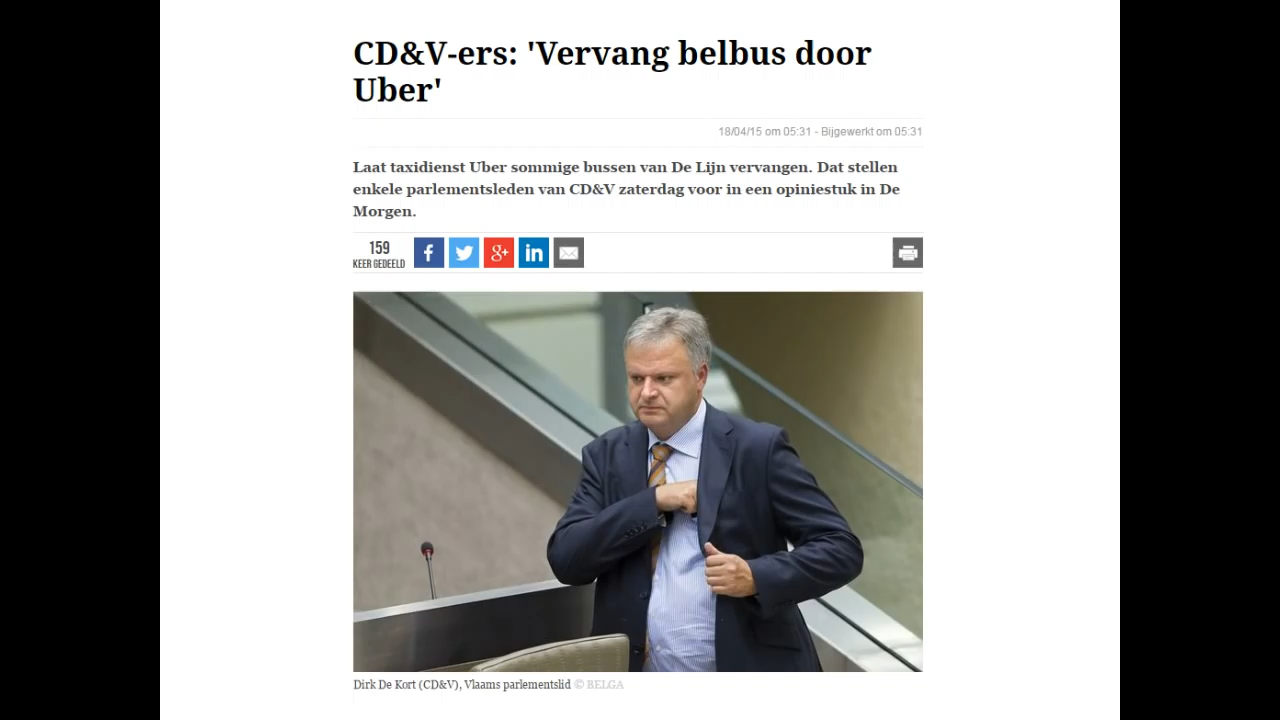 CD&V-ers: 'Vervang belbus door
Uber'
18/04/15 om 05:31 - Bijgewerkt om 05:31
Laat taxidienst Uber sommige bussen van De Lijn vervangen. Dat stellen
enkele parlementsleden van CD&V zaterdag voor in een opiniestuk in De
Morgen.
159
KEER GEDEELD
f
g+
in
Dirk De Kort (CD&V), Vlaams parlementslid © BELGA